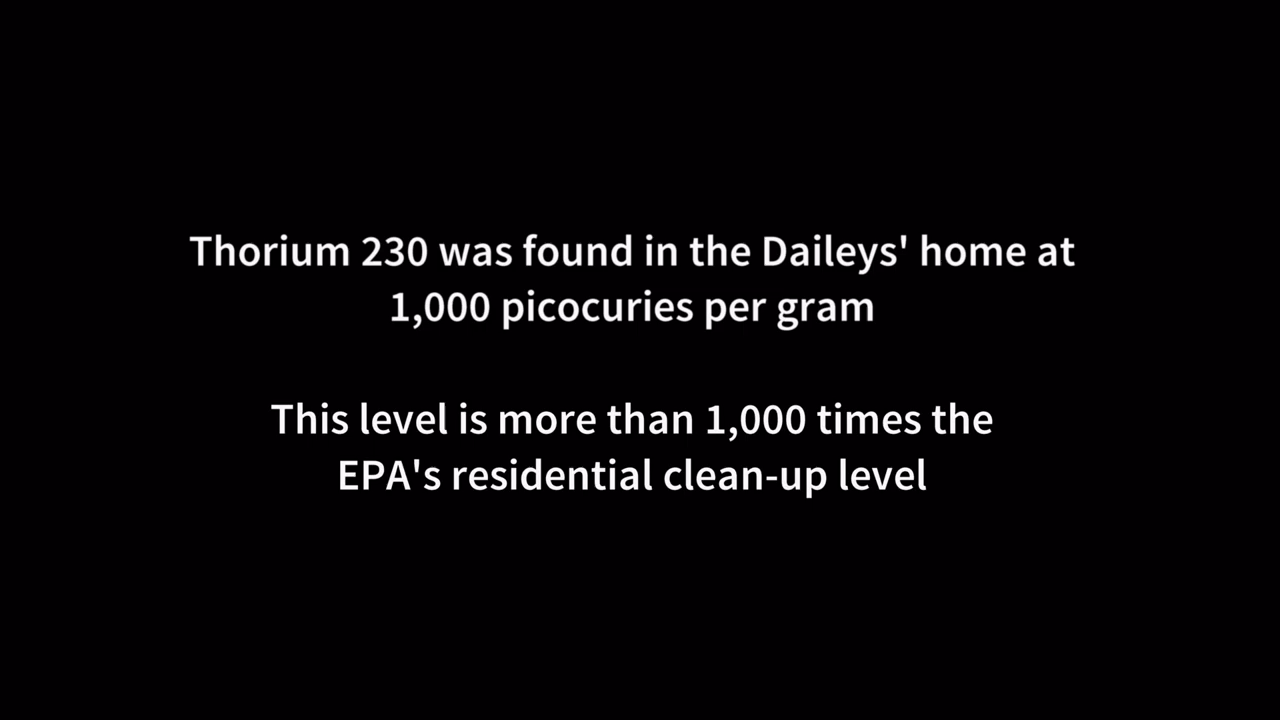 Thorium 230 was found in the Daileys' home at
1,000 picocuries per gram
This level is more than 1,000 times the
EPA's residential clean-up level